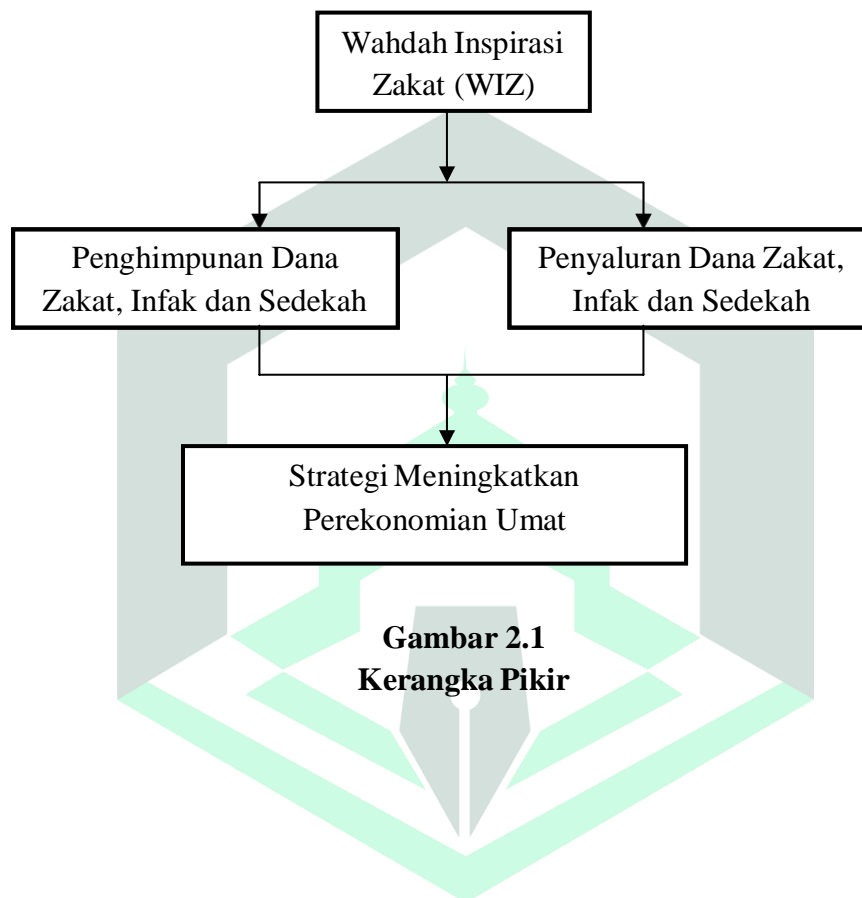 Wahdah Inspirasi
Zakat (WIZ)
Penghimpunan Dana
Zakat, Infak dan Sedekah
Penyaluran Dana Zakat,
Infak dan Sedekah
Strategi Meningkatkan
Perekonomian Umat
Gambar 2.1
Kerangka Pikir